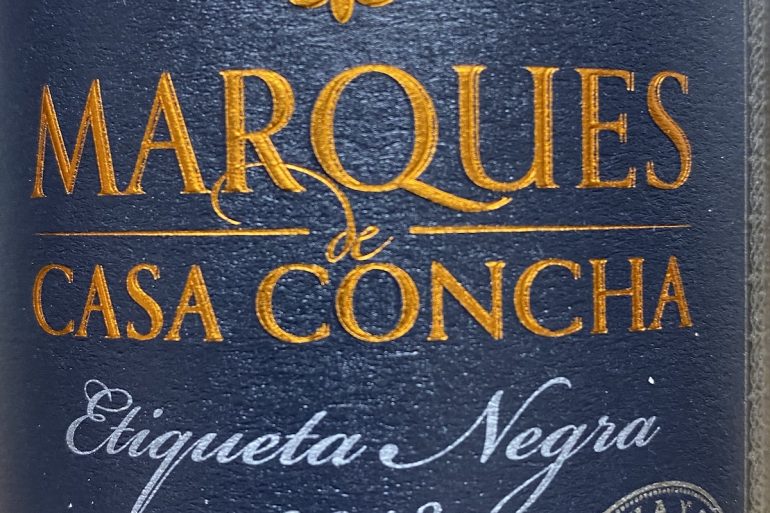 MARQUES
de
CASA CONCHA
Etiqueta Negra